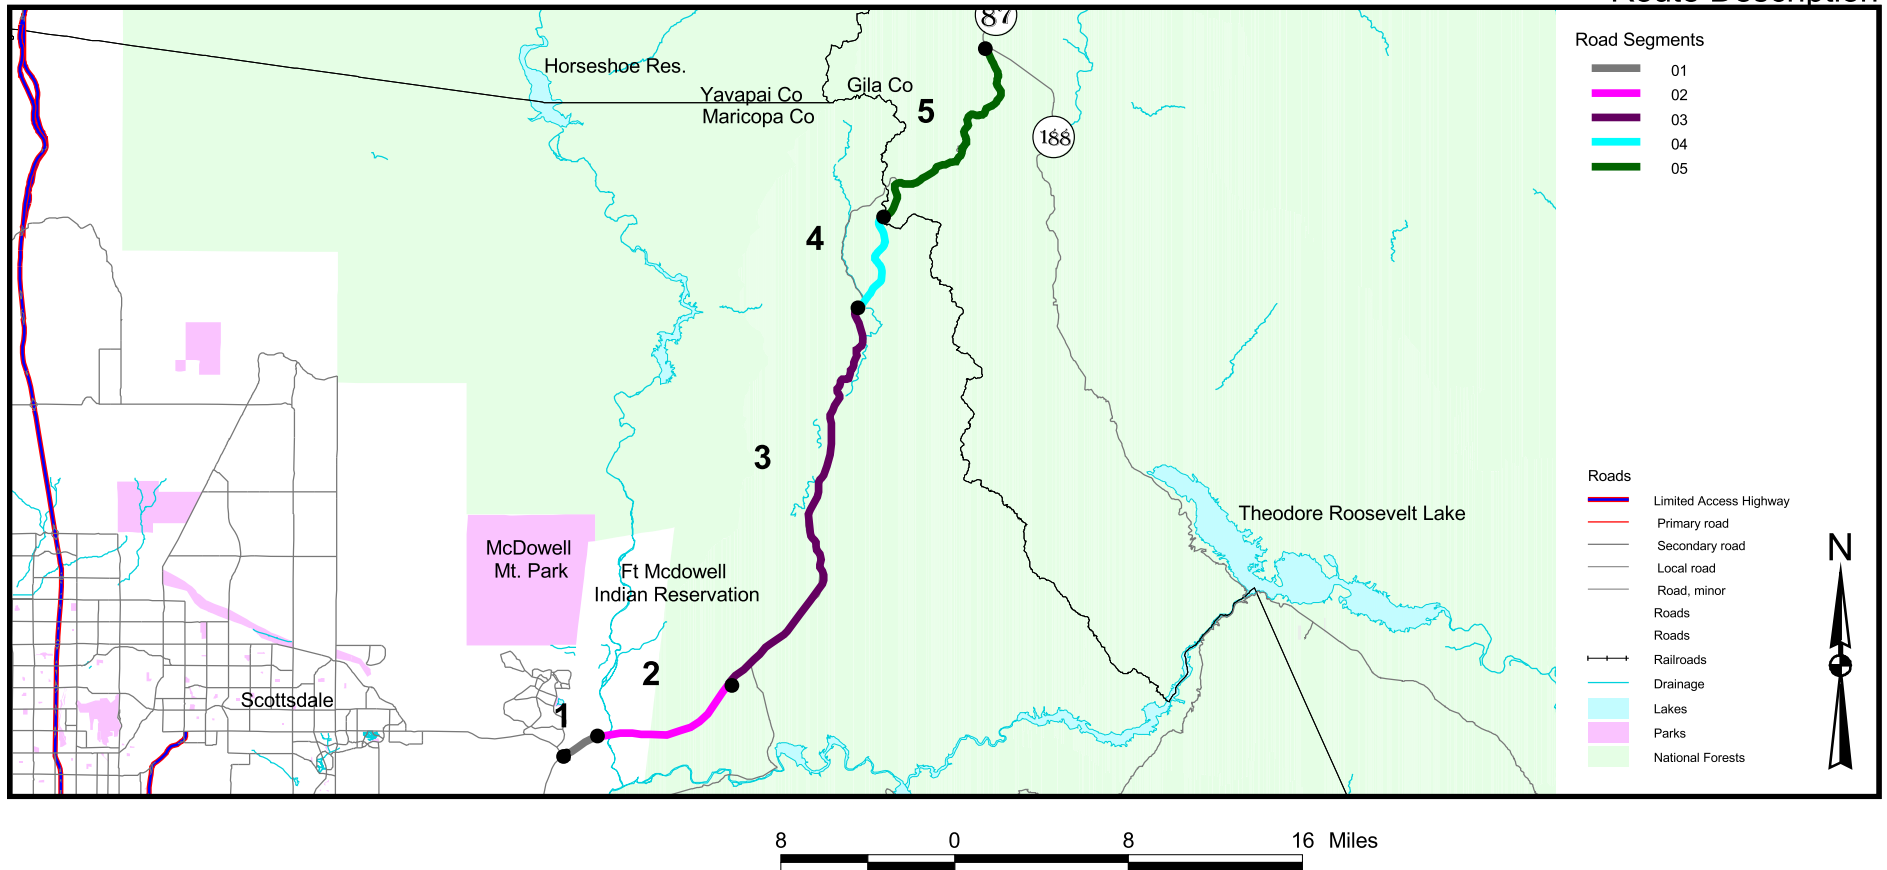 Route Description
87
Horseshoe Res.
Yavapai Co
Maricopa Co
Gila Co
5
188
4
3
McDowell
Mt. Park
Ft Mcdowell
Indian Reservation
Theodore Roosevelt Lake
2
Scottsdale
1
Road Segments
01
02
03
04
05
Roads
Limited Access Highway
Primary road
Secondary road
Local road
Road, minor
Roads
Roads
Railroads
Drainage
Lakes
Parks
National Forests
N
8 0 8 16 Miles